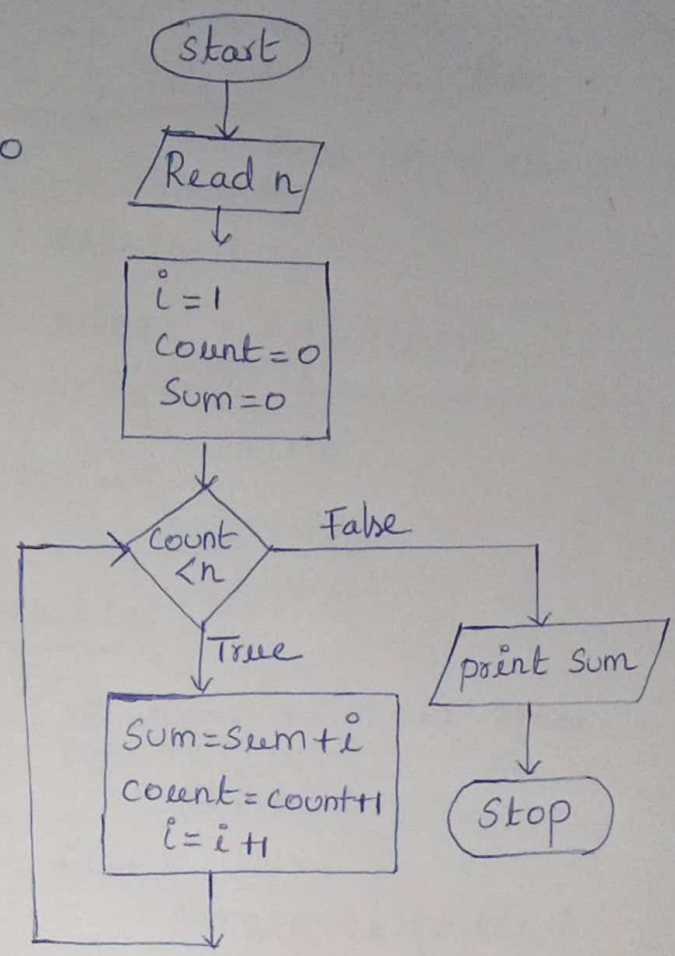 Start
Read n
i = 1
Count = 0
Sum = 0
Count
<n
False
True
Sum = Sum + i
Count = Count + 1
i = i + 1
print Sum
Stop